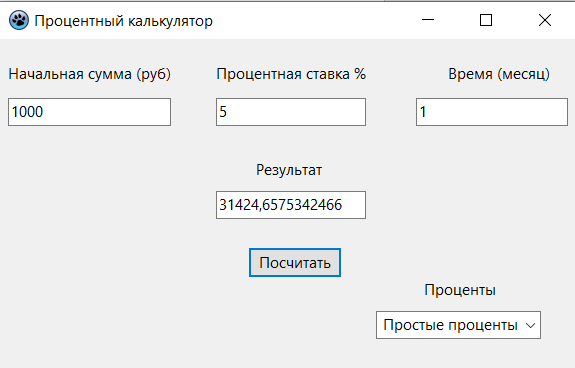 Процентный калькулятор
Начальная сумма (руб) Процентная ставка % Время (месяц)
1000 5 1
Результат
31424,6575342466
Посчитать
Проценты
Простые проценты